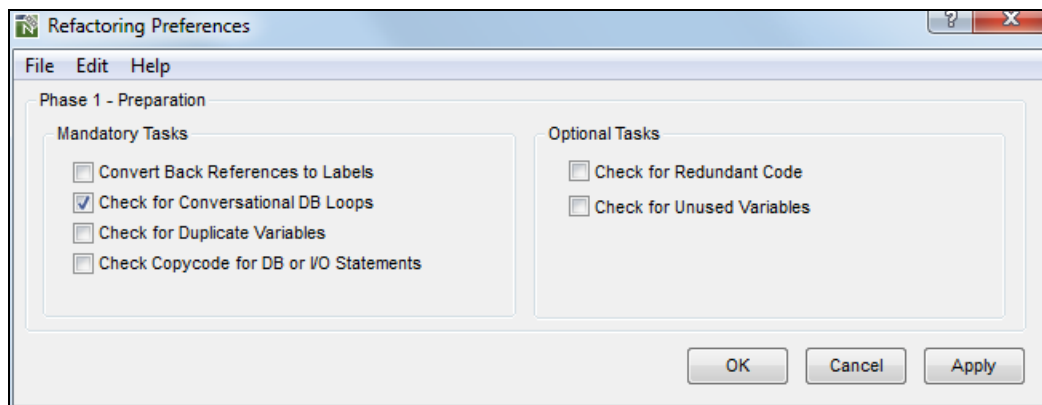 Refactoring Preferences
File Edit Help
Phase 1 - Preparation
Mandatory Tasks
Convert Back References to Labels
Check for Conversational DB Loops
Check for Duplicate Variables
Check Copycode for DB or I/O Statements
Optional Tasks
Check for Redundant Code
Check for Unused Variables
OK Cancel Apply